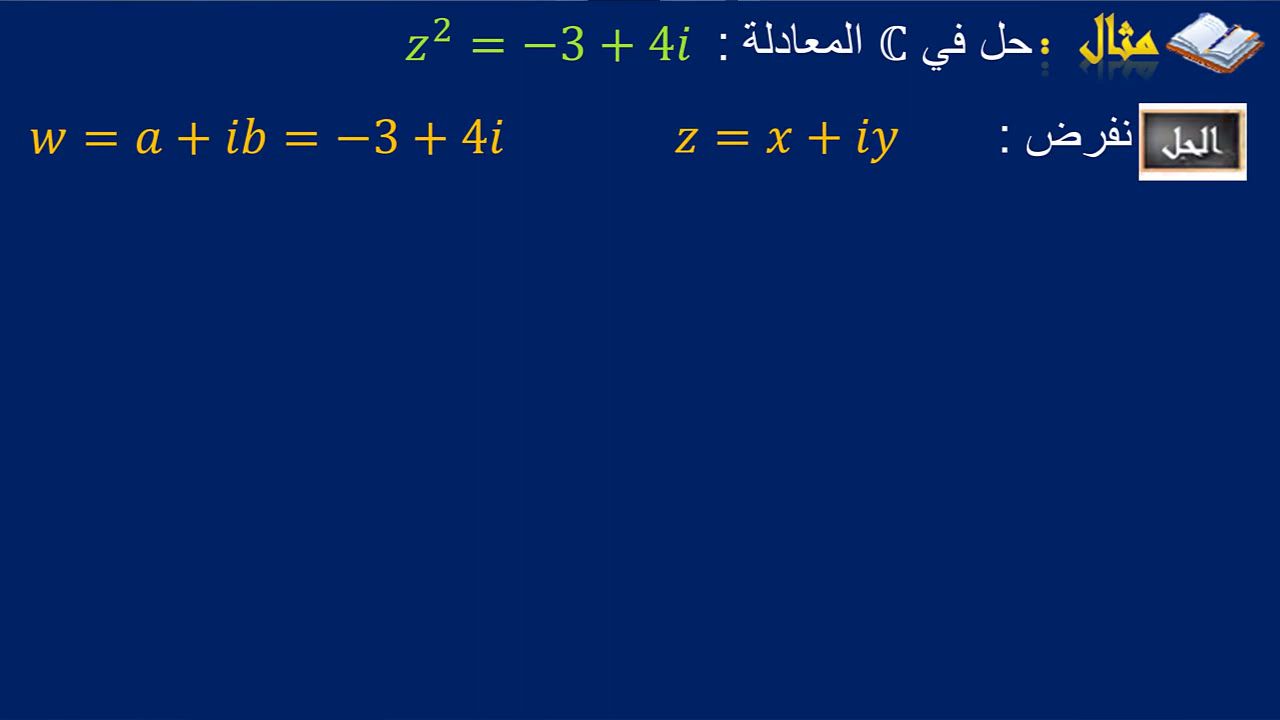 مثال : حل في ℂ المعادلة : z² = −3 + 4i
الحل نفرض : z = x + iy w = a + ib = −3 + 4i